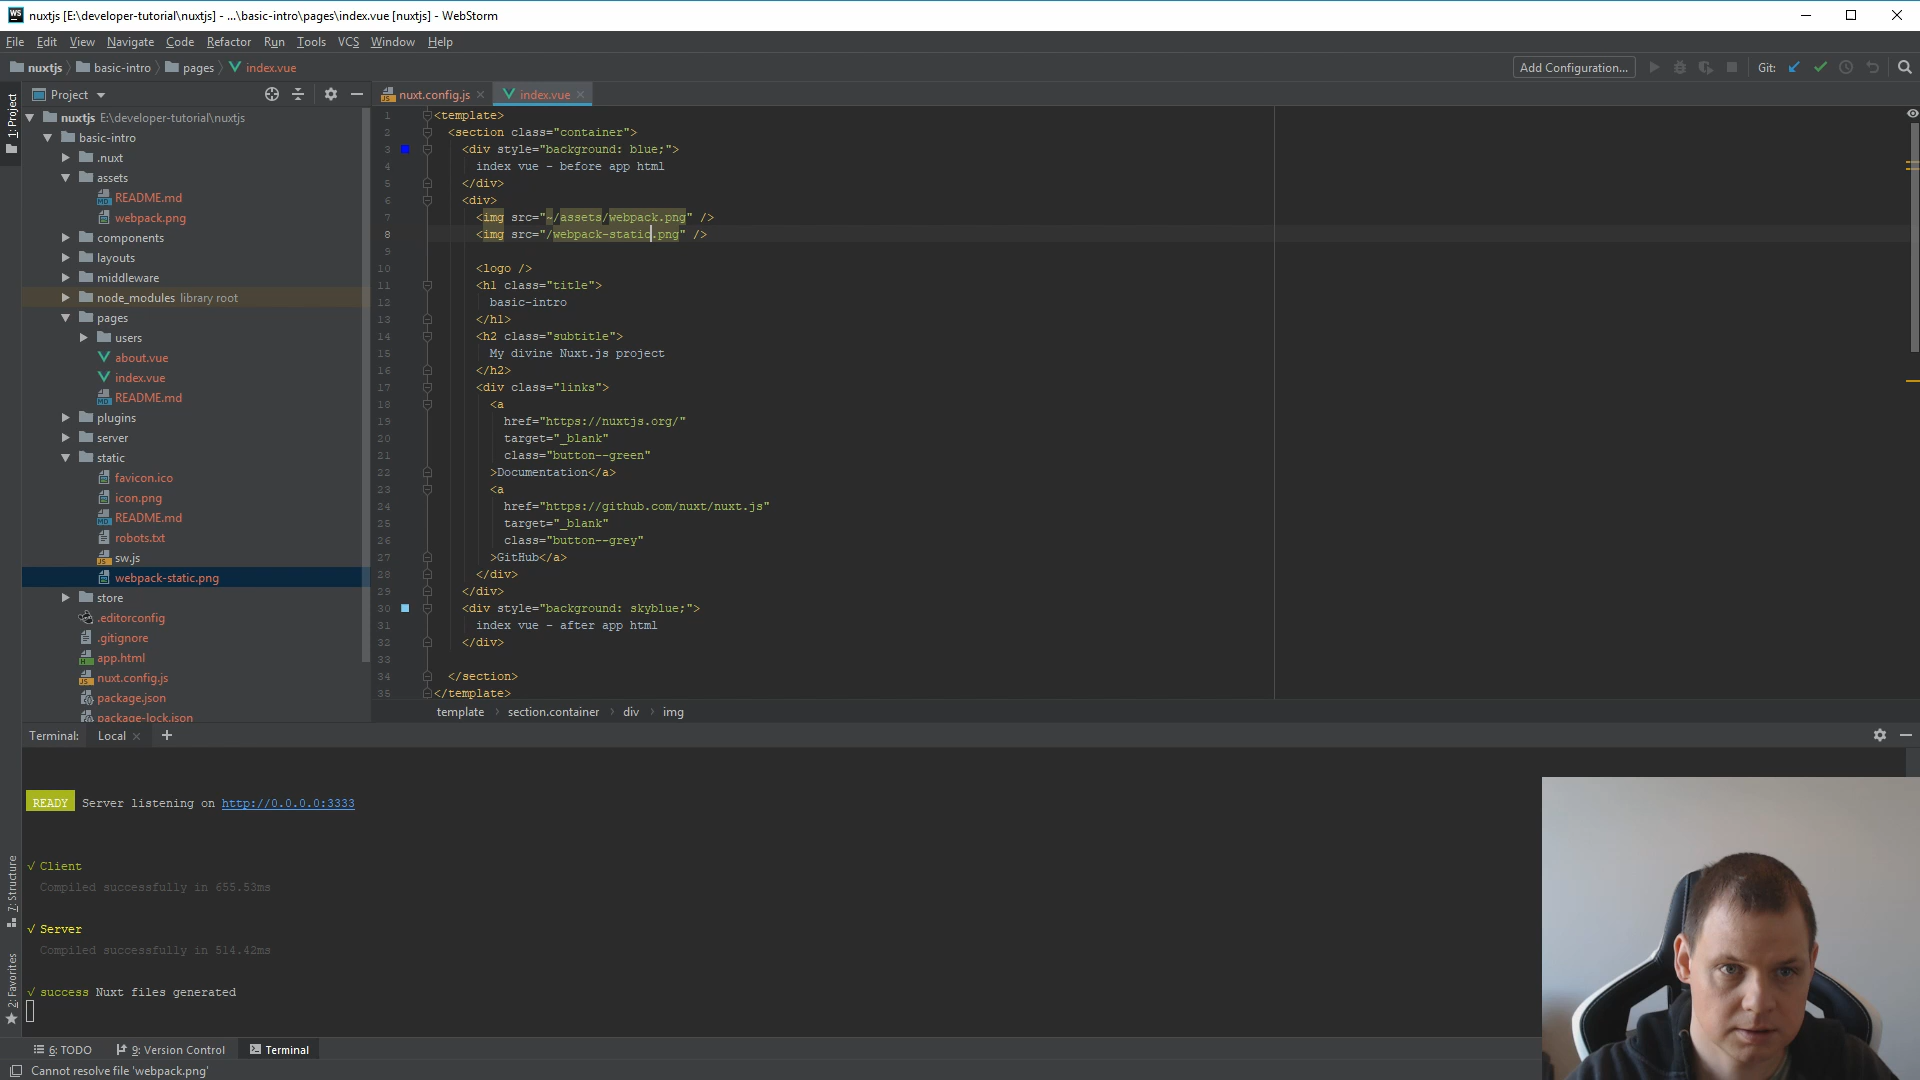 WS nuxtjs [E:\developer-tutorial\nuxtjs] - ...\basic-intro\pages\index.vue [nuxtjs] - WebStorm
File Edit View Navigate Code Refactor Run Tools VCS Window Help
nuxtjs basic-intro pages index.vue Add Configuration... Git:
1: Project
Project
nuxtjs E:\developer-tutorial\nuxtjs
basic-intro
.nuxt
assets
README.md
webpack.png
components
layouts
middleware
node_modules library root
pages
users
about.vue
index.vue
README.md
plugins
server
static
favicon.ico
icon.png
README.md
robots.txt
sw.js
webpack-static.png
store
.editorconfig
.gitignore
app.html
nuxt.config.js
package.json
package-lock.json
nuxt.config.js index.vue
1 <template>
2 <section class="container">
3 <div style="background: blue;">
4 index vue - before app html
5 </div>
6 <div>
7 <img src="~/assets/webpack.png" />
8 <img src="/webpack-static.png" />
9
10 <logo />
11 <h1 class="title">
12 basic-intro
13 </h1>
14 <h2 class="subtitle">
15 My divine Nuxt.js project
16 </h2>
17 <div class="links">
18 <a
19 href="https://nuxtjs.org/"
20 target="_blank"
21 class="button--green"
22 >Documentation</a>
23 <a
24 href="https://github.com/nuxt/nuxt.js"
25 target="_blank"
26 class="button--grey"
27 >GitHub</a>
28 </div>
29 </div>
30 <div style="background: skyblue;">
31 index vue - after app html
32 </div>
33
34 </section>
35 </template>
template section.container div img
Terminal: Local
READY Server listening on http://0.0.0.0:3333
√ Client
Compiled successfully in 655.53ms
√ Server
Compiled successfully in 514.42ms
√ success Nuxt files generated
7: Structure
2: Favorites
6: TODO 9: Version Control Terminal
Cannot resolve file 'webpack.png'